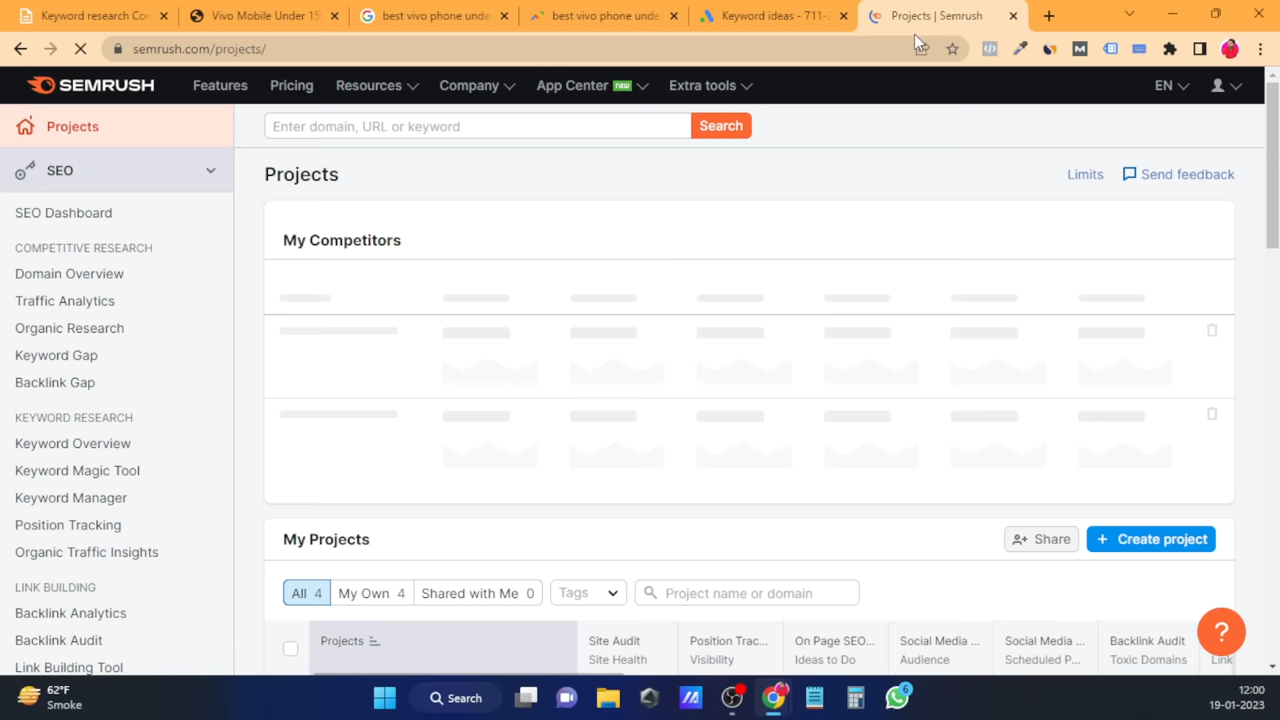 Keyword research Con
Vivo Mobile Under 15
best vivo phone unde
best vivo phone unde
Keyword ideas - 711-2
Projects | Semrush
semrush.com/projects/
SEMRUSH
Features
Pricing
Resources
Company
App Center NEW
Extra tools
EN
Projects
SEO
SEO Dashboard
COMPETITIVE RESEARCH
Domain Overview
Traffic Analytics
Organic Research
Keyword Gap
Backlink Gap
KEYWORD RESEARCH
Keyword Overview
Keyword Magic Tool
Keyword Manager
Position Tracking
Organic Traffic Insights
LINK BUILDING
Backlink Analytics
Backlink Audit
Link Building Tool
Enter domain, URL or keyword
Search
Projects
Limits
Send feedback
My Competitors
My Projects
Share
+ Create project
All 4
My Own 4
Shared with Me 0
Tags
Project name or domain
Projects
Site Audit
Site Health
Position Trac...
Visibility
On Page SEO...
Ideas to Do
Social Media ...
Audience
Social Media ...
Scheduled P...
Backlink Audit
Toxic Domains
Link
?
62°F
Smoke
Search
6
12:00
19-01-2023